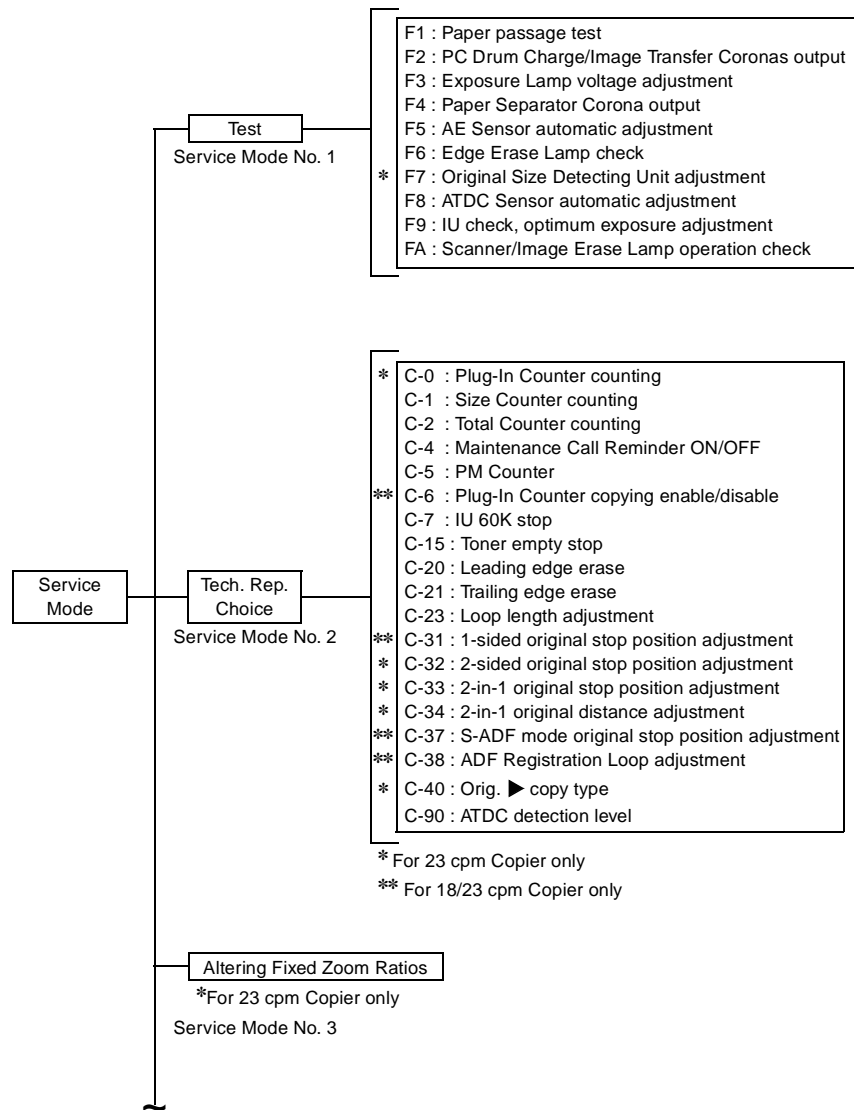 F1 : Paper passage test
F2 : PC Drum Charge/Image Transfer Coronas output
F3 : Exposure Lamp voltage adjustment
F4 : Paper Separator Corona output
Test
F5 : AE Sensor automatic adjustment
Service Mode No. 1
F6 : Edge Erase Lamp check
* F7 : Original Size Detecting Unit adjustment
F8 : ATDC Sensor automatic adjustment
F9 : IU check, optimum exposure adjustment
FA : Scanner/Image Erase Lamp operation check
* C-0 : Plug-In Counter counting
C-1 : Size Counter counting
C-2 : Total Counter counting
C-4 : Maintenance Call Reminder ON/OFF
C-5 : PM Counter
** C-6 : Plug-In Counter copying enable/disable
C-7 : IU 60K stop
C-15 : Toner empty stop
Service
Mode
Tech. Rep.
Choice
Service Mode No. 2
C-20 : Leading edge erase
C-21 : Trailing edge erase
C-23 : Loop length adjustment
** C-31 : 1-sided original stop position adjustment
* C-32 : 2-sided original stop position adjustment
* C-33 : 2-in-1 original stop position adjustment
* C-34 : 2-in-1 original distance adjustment
** C-37 : S-ADF mode original stop position adjustment
** C-38 : ADF Registration Loop adjustment
* C-40 : Orig. ▶ copy type
C-90 : ATDC detection level
* For 23 cpm Copier only
** For 18/23 cpm Copier only
Altering Fixed Zoom Ratios
*For 23 cpm Copier only
Service Mode No. 3